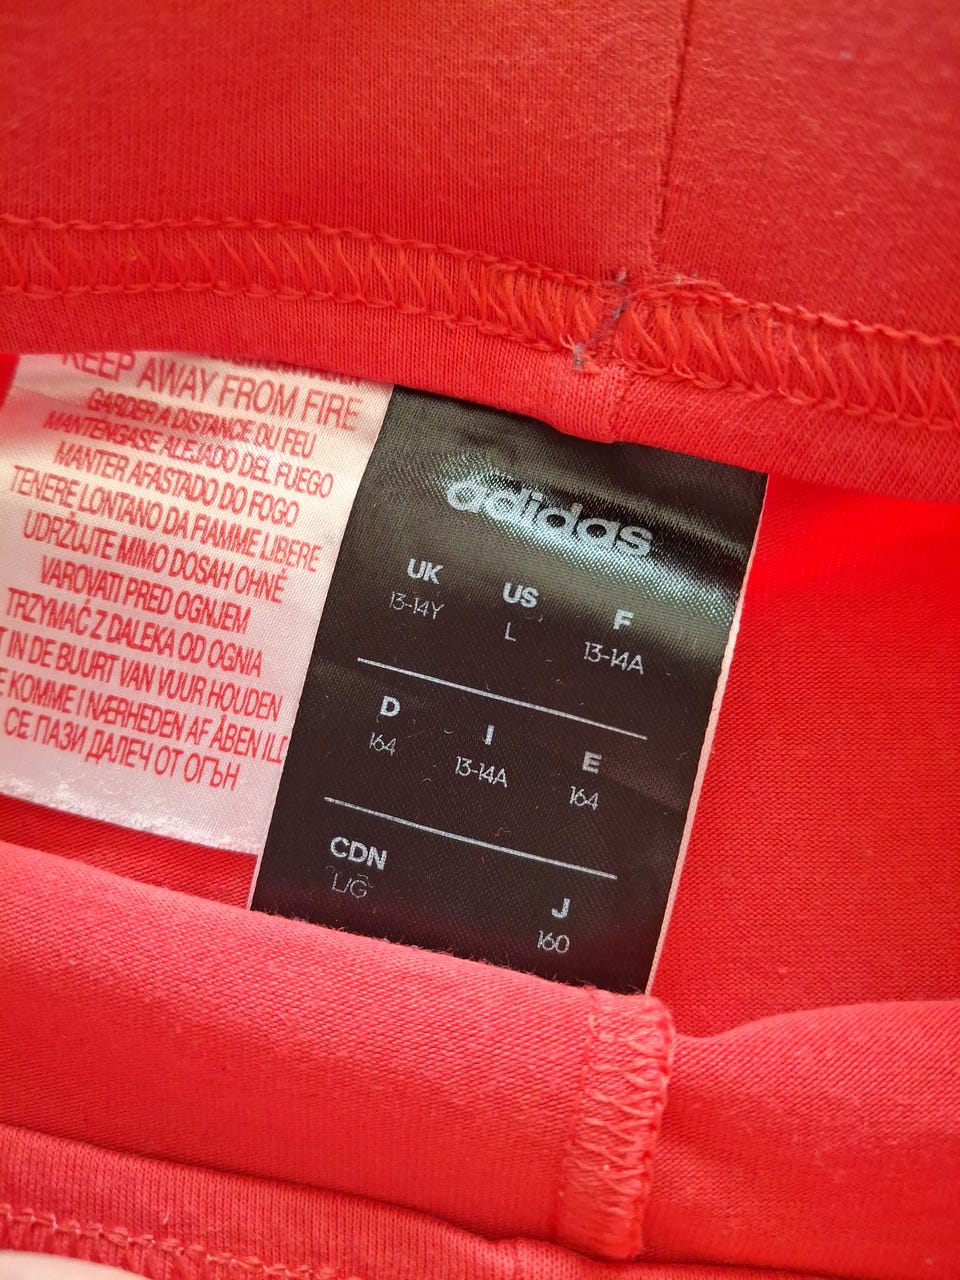 KEEP AWAY FROM FIRE
GARDER A DISTANCE DU FEU
MANTÉNGASE ALEJADO DEL FUEGO
MANTER AFASTADO DO FOGO
TENERE LONTANO DA FIAMME LIBERE
UDRŽUJTE MIMO DOSAH OHNĚ
VAROVATI PRED OGNJEM
TRZYMAĆ Z DALEKA OD OGNIA
IN DE BUURT VAN VUUR HOUDEN
KOMME I NÆRHEDEN AF ÅBEN ILD
СЕ ПАЗИ ДАЛЕЧ ОТ ОГЪН
adidas
UK US F
13-14Y L 13-14A
D I E
164 13-14A 164
CDN J
L/G 160